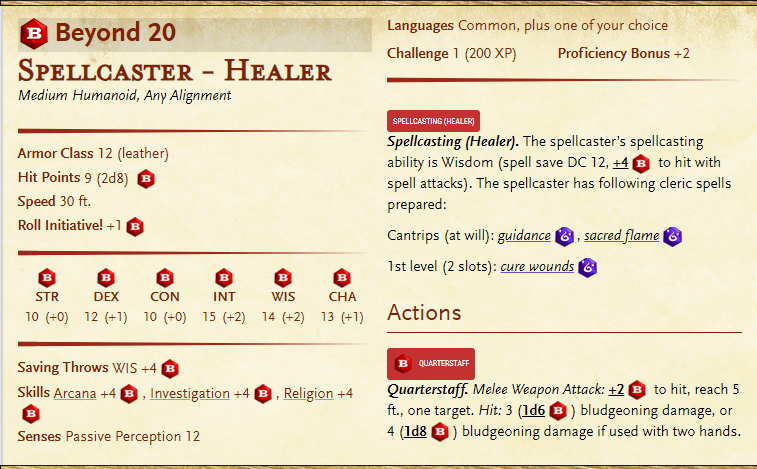 Beyond 20
Spellcaster – Healer
Medium Humanoid, Any Alignment
Armor Class 12 (leather)
Hit Points 9 (2d8)
Speed 30 ft.
Roll Initiative! +1
STR DEX CON INT WIS CHA
10 (+0) 12 (+1) 10 (+0) 15 (+2) 14 (+2) 13 (+1)
Saving Throws WIS +4
Skills Arcana +4 , Investigation +4 , Religion +4
Senses Passive Perception 12
Languages Common, plus one of your choice
Challenge 1 (200 XP) Proficiency Bonus +2
SPELLCASTING (HEALER)
Spellcasting (Healer). The spellcaster's spellcasting
ability is Wisdom (spell save DC 12, +4 to hit with
spell attacks). The spellcaster has following cleric spells
prepared:
Cantrips (at will): guidance , sacred flame
1st level (2 slots): cure wounds
Actions
QUARTERSTAFF
Quarterstaff. Melee Weapon Attack: +2 to hit, reach 5
ft., one target. Hit: 3 (1d6 ) bludgeoning damage, or
4 (1d8 ) bludgeoning damage if used with two hands.